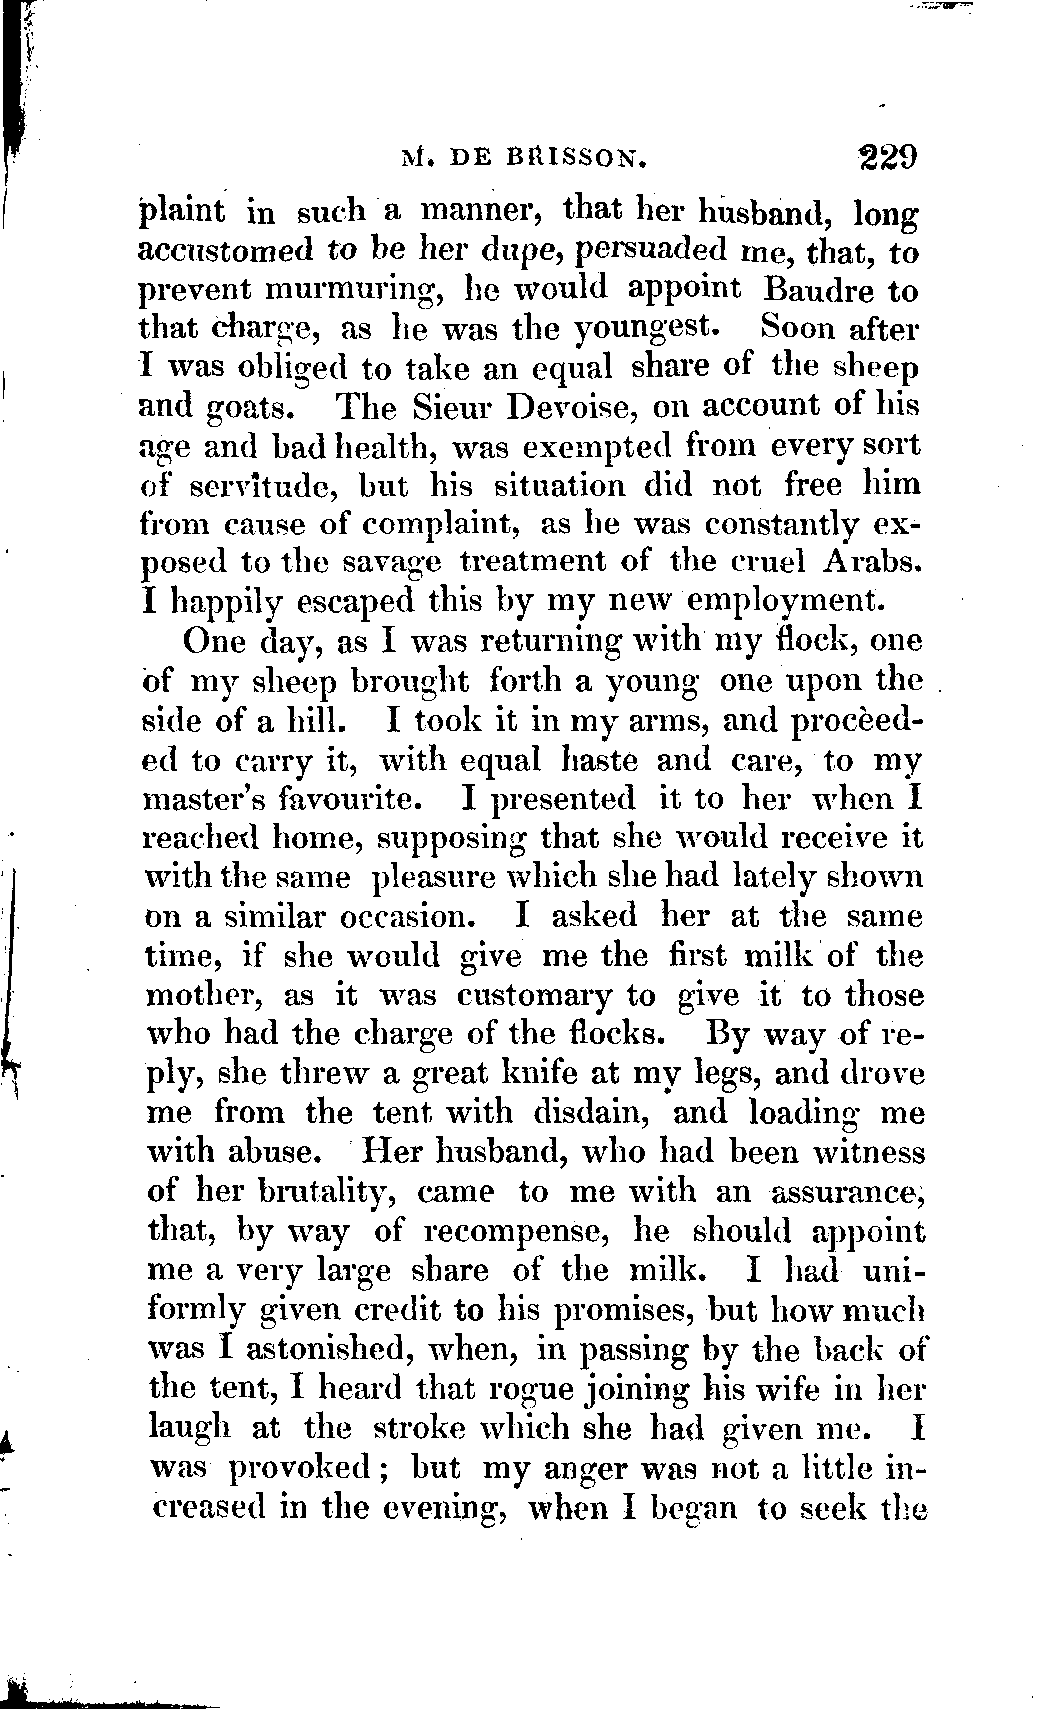 M. DE BRISSON. 229
plaint in such a manner, that her husband, long
accustomed to be her dupe, persuaded me, that, to
prevent murmuring, he would appoint Baudre to
that charge, as he was the youngest. Soon after
I was obliged to take an equal share of the sheep
and goats. The Sieur Devoise, on account of his
age and bad health, was exempted from every sort
of servitude, but his situation did not free him
from cause of complaint, as he was constantly ex-
posed to the savage treatment of the cruel Arabs.
I happily escaped this by my new employment.
One day, as I was returning with my flock, one
of my sheep brought forth a young one upon the
side of a hill. I took it in my arms, and proceed-
ed to carry it, with equal haste and care, to my
master's favourite. I presented it to her when I
reached home, supposing that she would receive it
with the same pleasure which she had lately shown
on a similar occasion. I asked her at the same
time, if she would give me the first milk of the
mother, as it was customary to give it to those
who had the charge of the flocks. By way of re-
ply, she threw a great knife at my legs, and drove
me from the tent with disdain, and loading me
with abuse. Her husband, who had been witness
of her brutality, came to me with an assurance,
that, by way of recompense, he should appoint
me a very large share of the milk. I had uni-
formly given credit to his promises, but how much
was I astonished, when, in passing by the back of
the tent, I heard that rogue joining his wife in her
laugh at the stroke which she had given me. I
was provoked; but my anger was not a little in-
creased in the evening, when I began to seek the